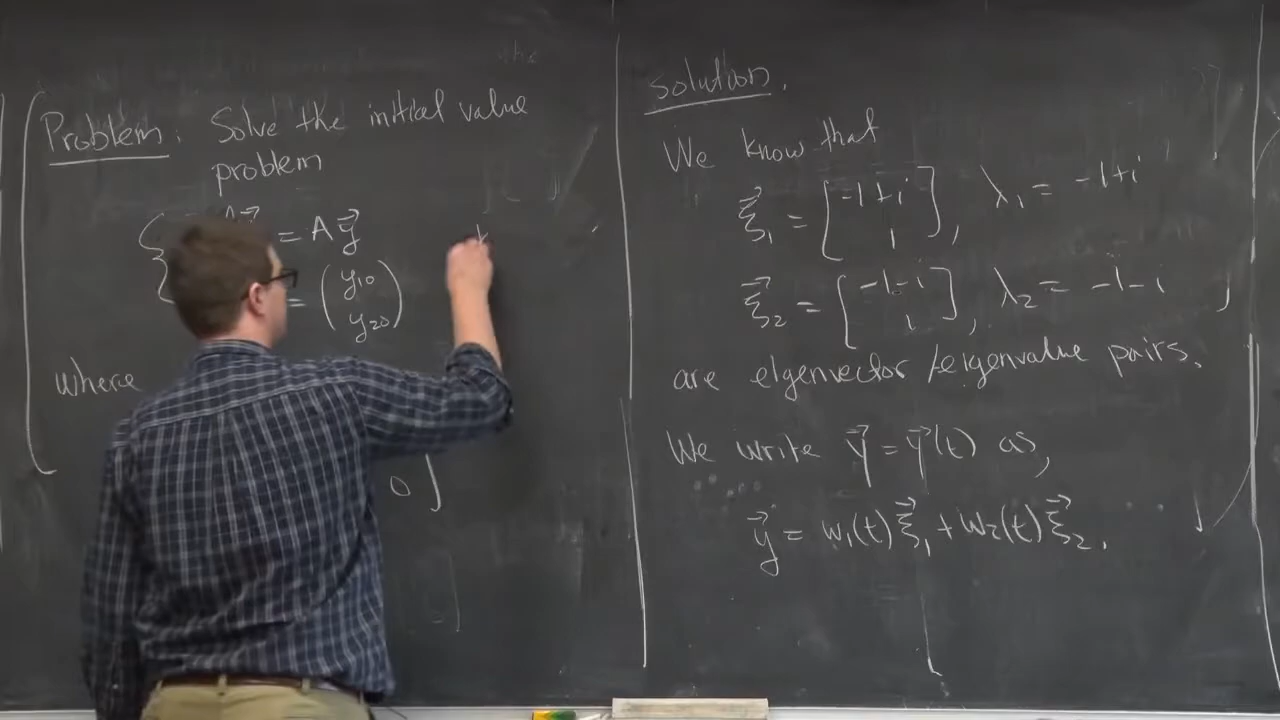 Problem. Solve the initial value
problem
= A y⃗
= (y₁₀
y₂₀)
where
0 ]
solution.
We know that
ξ⃗₁ = [-1+i
1], λ₁ = -1+i
ξ⃗₂ = [-1-i
1], λ₂ = -1-i
are eigenvector/eigenvalue pairs.
We write y⃗ = y⃗(t) as,
y⃗ = w₁(t)ξ⃗₁ + w₂(t)ξ⃗₂.